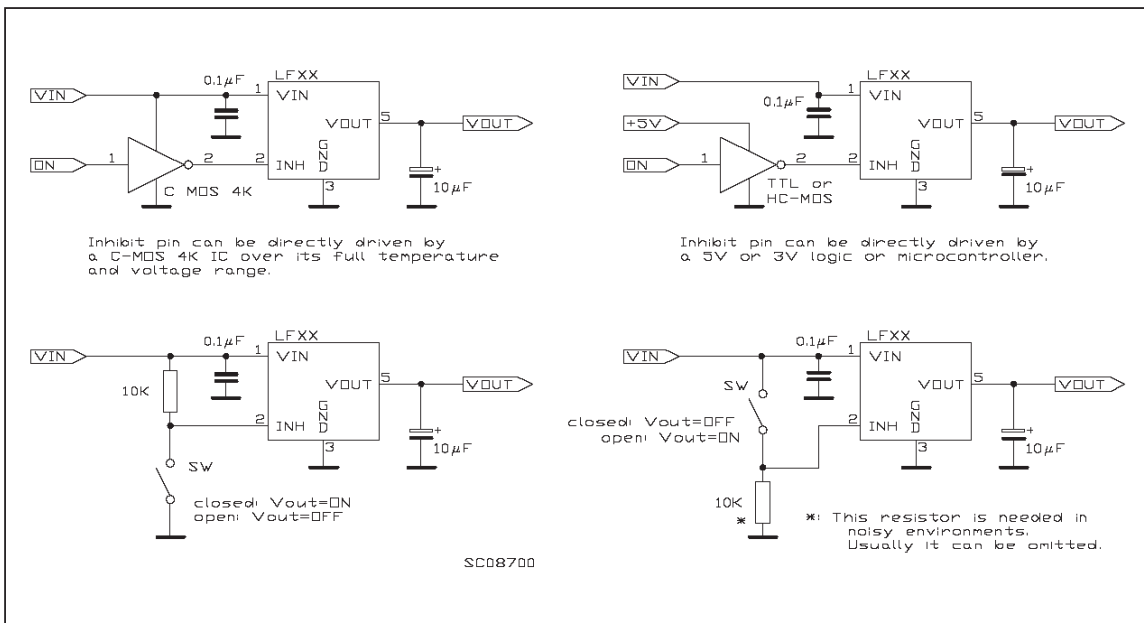 LFXX
VIN
0.1µF
1
VIN
VOUT
5
VOUT
GND
ON
1
2
2
INH
C MOS 4K
3
+
10µF
Inhibit pin can be directly driven by
a C-MOS 4K IC over its full temperature
and voltage range.
LFXX
VIN
1
VIN
0.1µF
+5V
VOUT
5
VOUT
GND
ON
1
2
2
INH
TTL or
HC-MOS
3
+
10µF
Inhibit pin can be directly driven by
a 5V or 3V logic or microcontroller.
LFXX
VIN
0.1µF
1
VIN
10K
VOUT
5
VOUT
GND
2
INH
3
+
10µF
SW
closed: Vout=ON
open: Vout=OFF
LFXX
VIN
0.1µF
1
VIN
SW
VOUT
5
VOUT
GND
closed: Vout=OFF
open: Vout=ON
2
INH
3
+
10µF
10K
*
*: This resistor is needed in
noisy environments.
Usually it can be omitted.
SC08700